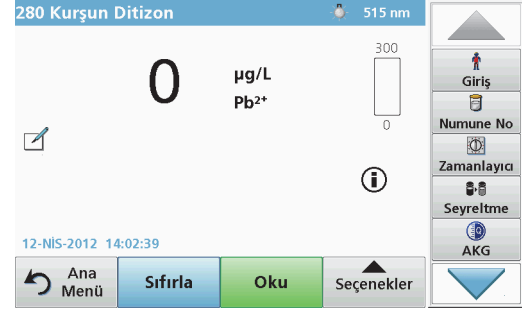 280 Kurşun Ditizon
515 nm
300
0
µg/L
Pb²⁺
0
12-NİS-2012 14:02:39
Ana
Menü
Sıfırla
Oku
Seçenekler
Giriş
Numune No
Zamanlayıcı
Seyreltme
AKG